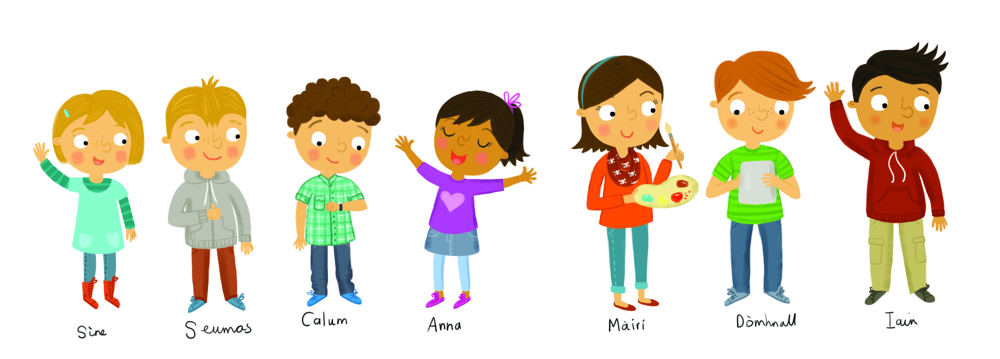 Sìne
Seumas
Calum
Anna
Màiri
Dòmhnall
Iain